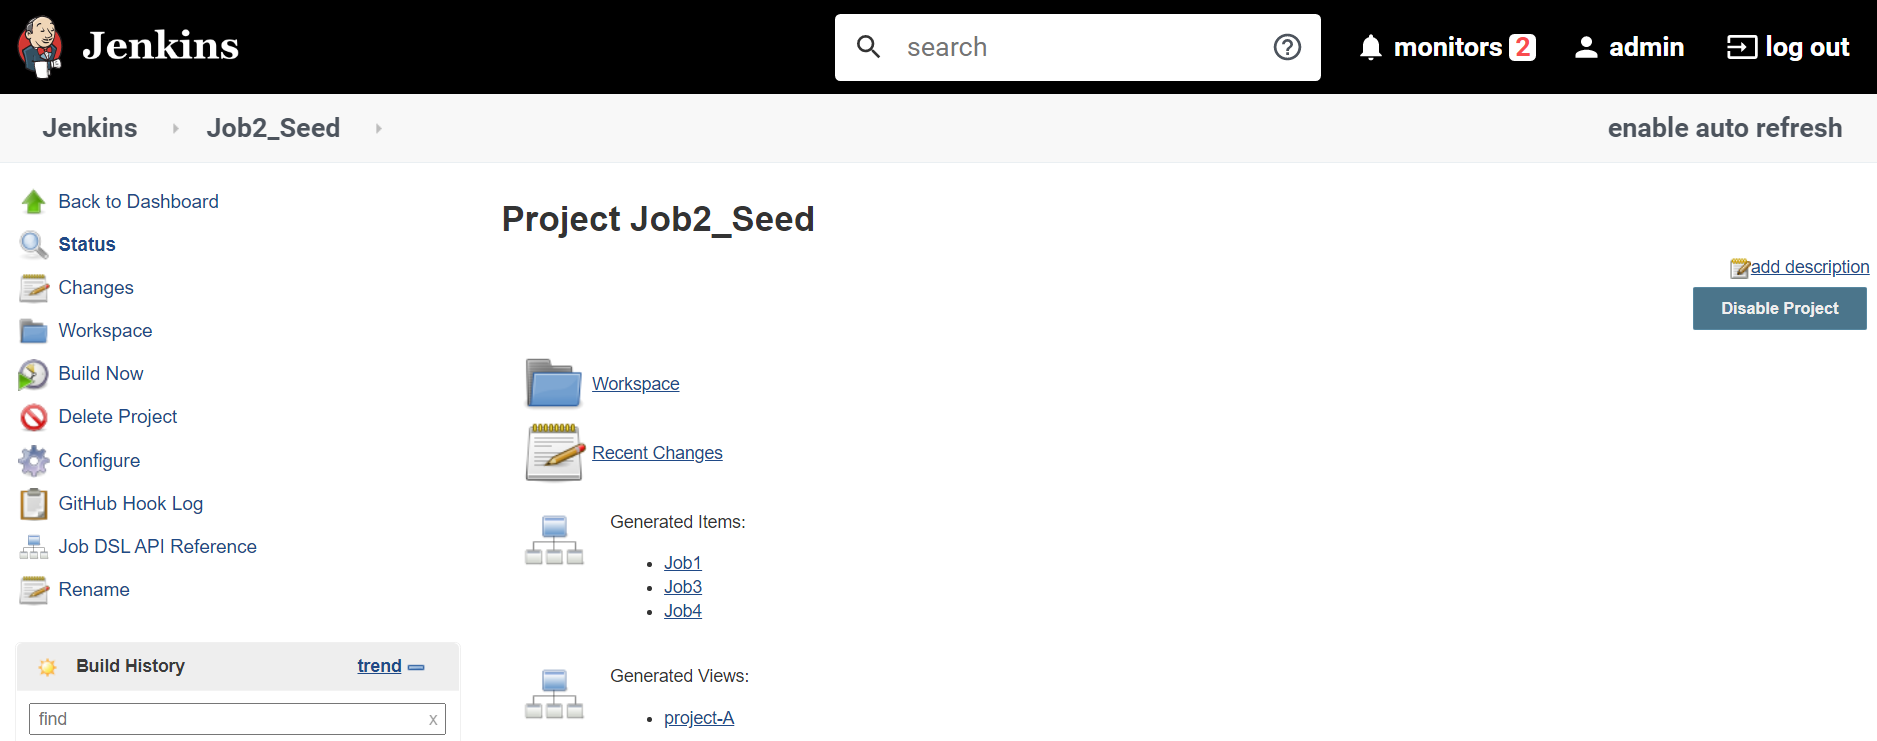 Jenkins
search
monitors 2
admin
log out
Jenkins
Job2_Seed
enable auto refresh
Back to Dashboard
Status
Changes
Workspace
Build Now
Delete Project
Configure
GitHub Hook Log
Job DSL API Reference
Rename
Build History
trend
find
x
Project Job2_Seed
add description
Disable Project
Workspace
Recent Changes
Generated Items:
Job1
Job3
Job4
Generated Views:
project-A